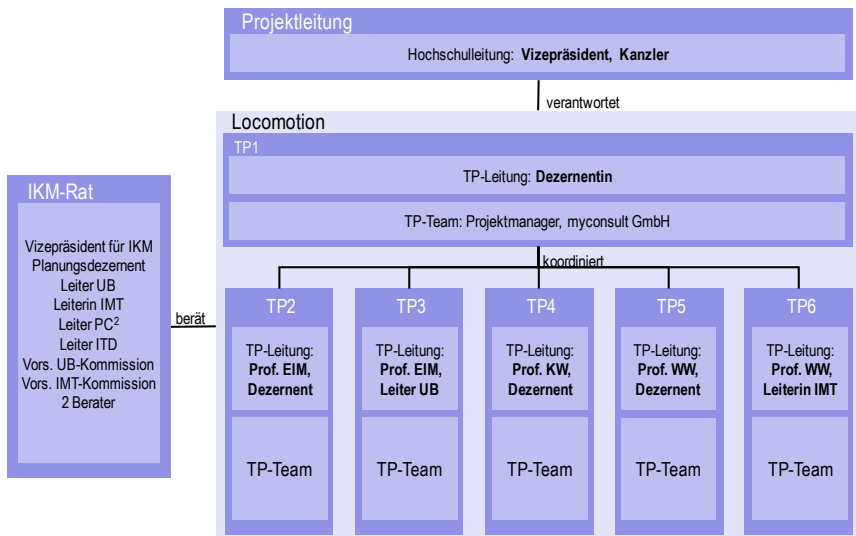 Projektleitung
Hochschulleitung: Vizepräsident, Kanzler
verantwortet
Locomotion
TP1
TP-Leitung: Dezernentin
TP-Team: Projektmanager, myconsult GmbH
koordiniert
IKM-Rat
Vizepräsident für IKM
Planungsdezernent
Leiter UB
Leiterin IMT
Leiter PC²
Leiter ITD
Vors. UB-Kommission
Vors. IMT-Kommission
2 Berater
berät
TP2
TP-Leitung:
Prof. EIM,
Dezernent
TP-Team
TP3
TP-Leitung:
Prof. EIM,
Leiter UB
TP-Team
TP4
TP-Leitung:
Prof. KW,
Dezernent
TP-Team
TP5
TP-Leitung:
Prof. WW,
Dezernent
TP-Team
TP6
TP-Leitung:
Prof. WW,
Leiterin IMT
TP-Team